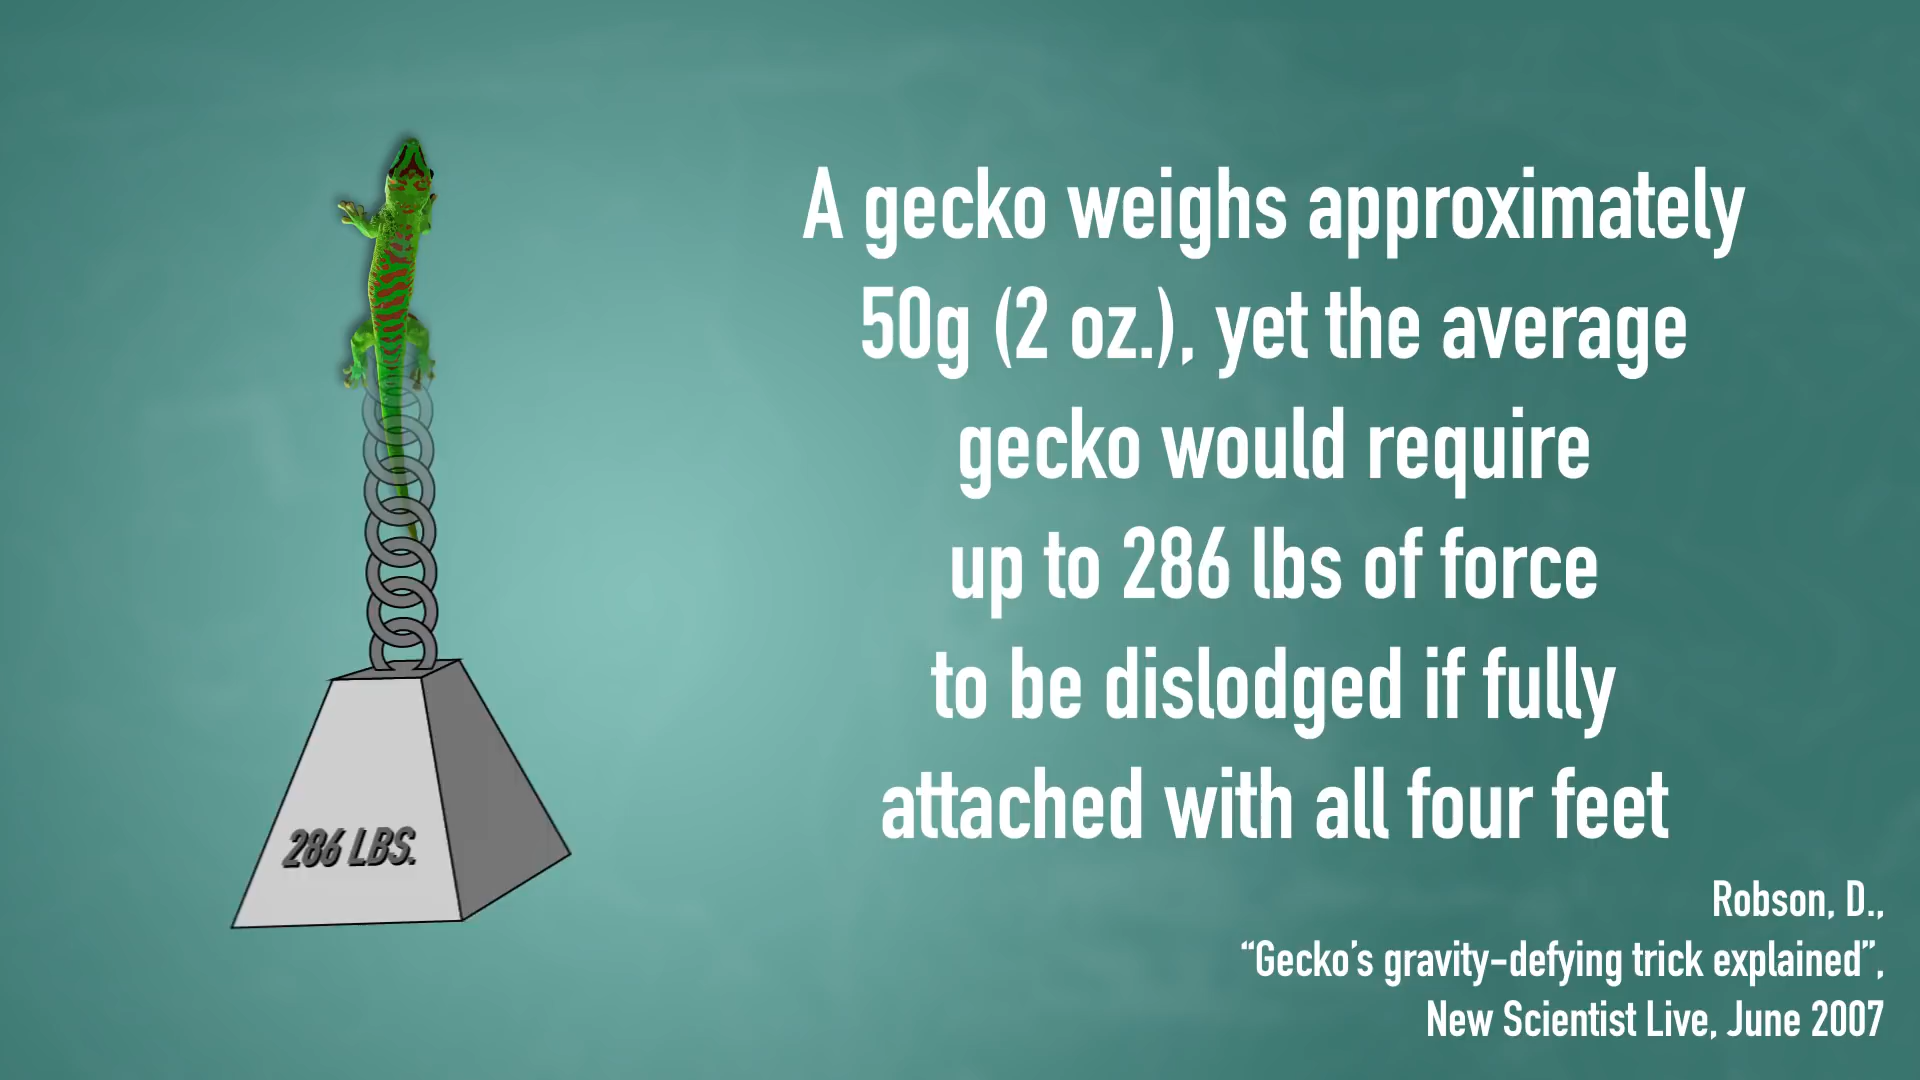 A gecko weighs approximately
50g (2 oz.), yet the average
gecko would require
up to 286 lbs of force
to be dislodged if fully
attached with all four feet
286 LBS.
Robson, D.,
“Gecko’s gravity-defying trick explained”,
New Scientist Live, June 2007